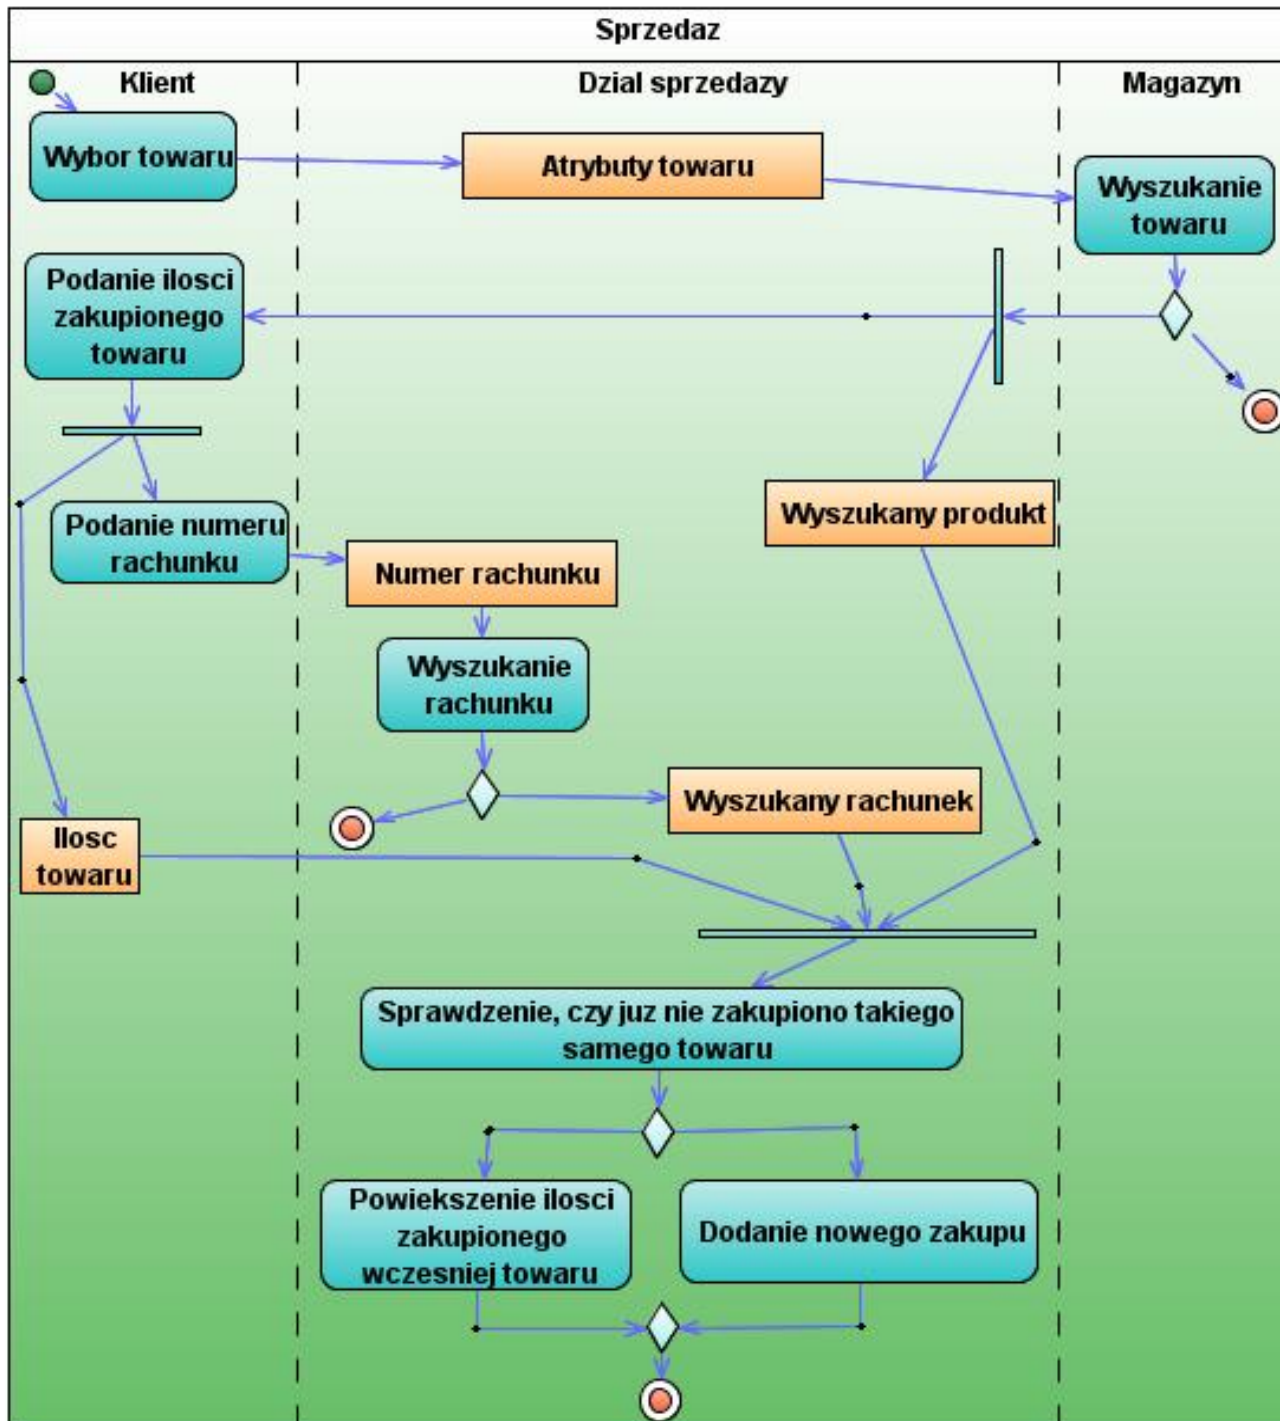 Sprzedaz
Klient
Dzial sprzedazy
Magazyn
Wybor towaru
Atrybuty towaru
Wyszukanie
towaru
Podanie ilosci
zakupionego
towaru
Wyszukany produkt
Podanie numeru
rachunku
Numer rachunku
Wyszukanie
rachunku
Wyszukany rachunek
Ilosc
towaru
Sprawdzenie, czy juz nie zakupiono takiego
samego towaru
Powiekszenie ilosci
zakupionego
wczesniej towaru
Dodanie nowego zakupu